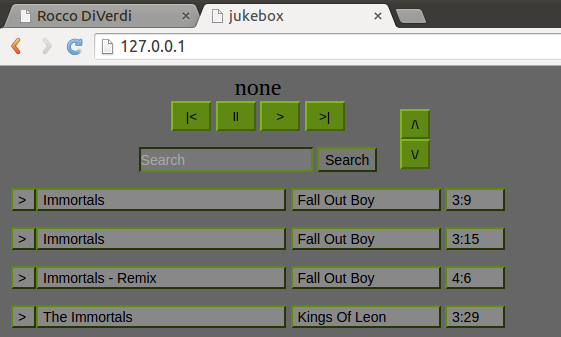 Rocco DiVerdi × jukebox ×
127.0.0.1
none
|< II > >|
/\
\/
Search Search
> Immortals Fall Out Boy 3:9
> Immortals Fall Out Boy 3:15
> Immortals - Remix Fall Out Boy 4:6
> The Immortals Kings Of Leon 3:29